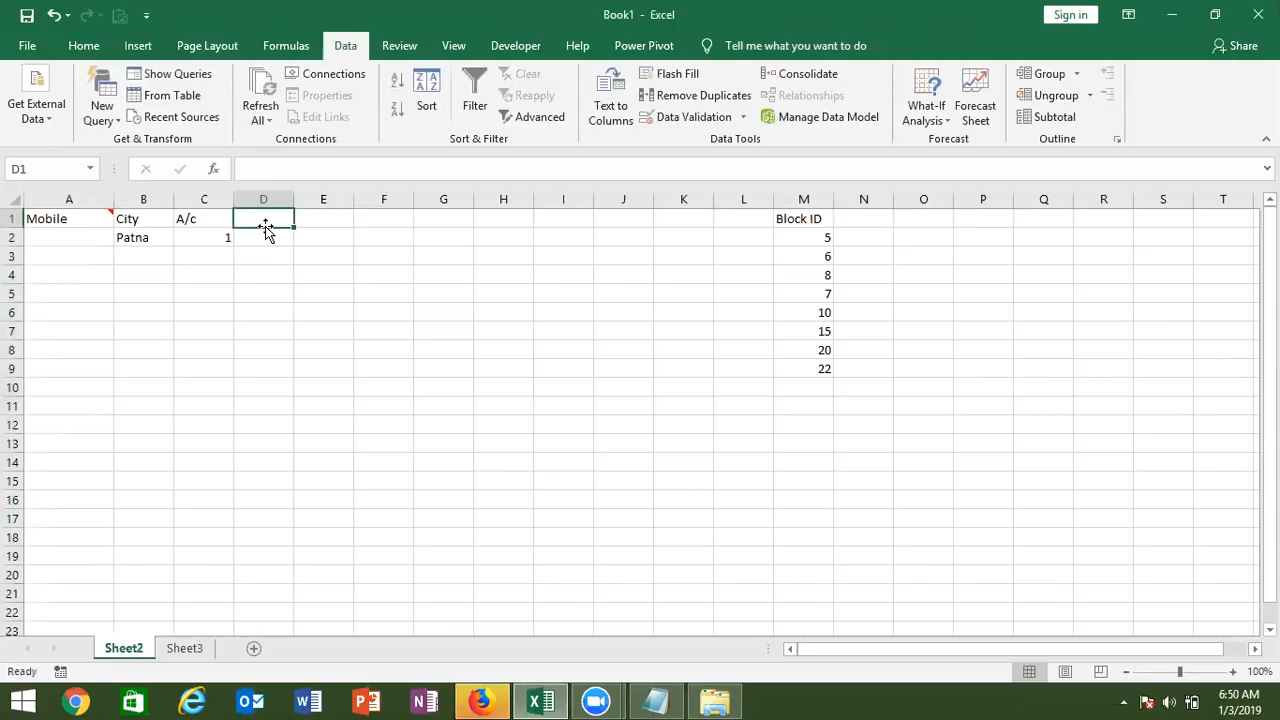 Book1 - Excel
Sign in
File Home Insert Page Layout Formulas Data Review View Developer Help Power Pivot Tell me what you want to do Share
Get External Data
New Query
Show Queries
From Table
Recent Sources
Get & Transform
Refresh All
Connections
Properties
Edit Links
Connections
Sort
Filter
Clear
Reapply
Advanced
Sort & Filter
Text to Columns
Flash Fill
Remove Duplicates
Data Validation
Consolidate
Relationships
Manage Data Model
Data Tools
What-If Analysis
Forecast Sheet
Forecast
Group
Ungroup
Subtotal
Outline
D1
fx
A B C D E F G H I J K L M N O P Q R S T
1 Mobile City A/c Block ID
2 Patna 1 5
3 6
4 8
5 7
6 10
7 15
8 20
9 22
10
11
12
13
14
15
16
17
18
19
20
21
22
23
Sheet2 Sheet3
Ready
100%
6:50 AM
1/3/2019